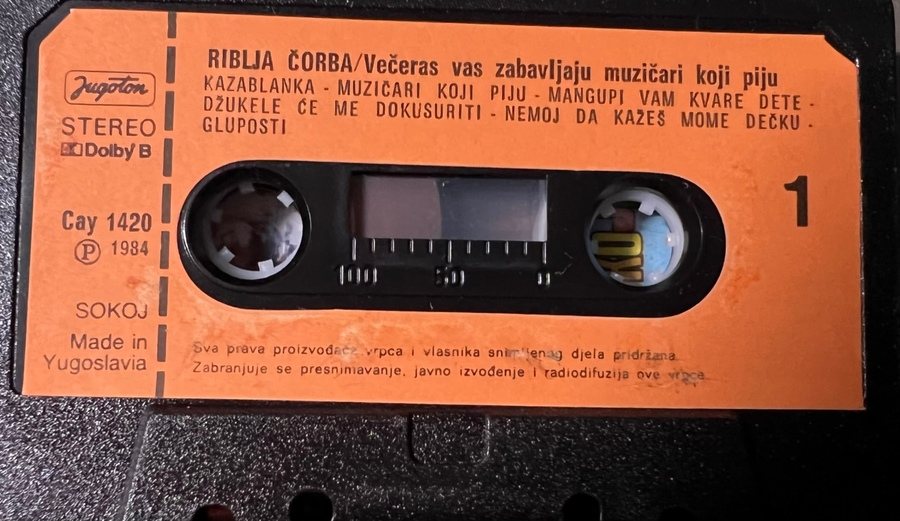 RIBLJA ČORBA/Večeras vas zabavljaju muzičari koji piju
KAZABLANKA - MUZIČARI KOJI PIJU - MANGUPI VAM KVARE DETE -
DŽUKELE ĆE ME DOKUSURITI - NEMOJ DA KAŽEŠ MOME DEČKU -
GLUPOSTI
Jugoton
STEREO
Dolby B
Cay 1420
Ⓟ 1984
SOKOJ
Made in
Yugoslavia
1
100 50 0
Sva prava proizvođača vrpca i vlasnika snimljenog djela pridržana
Zabranjuje se presnimavanje, javno izvođenje i radiodifuzija ove vrpce